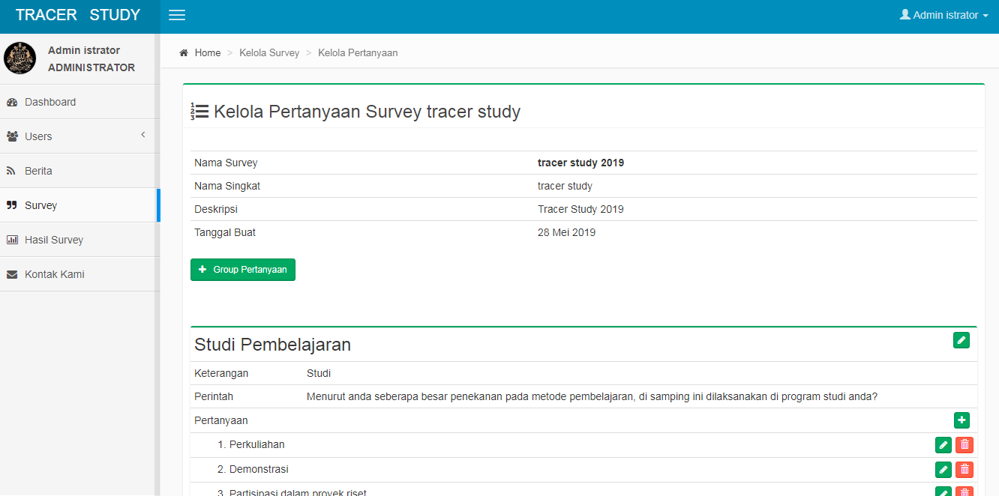 TRACER STUDY
Admin istrator
Admin istrator
ADMINISTRATOR
Dashboard
Users
Berita
Survey
Hasil Survey
Kontak Kami
Home > Kelola Survey > Kelola Pertanyaan
Kelola Pertanyaan Survey tracer study
Nama Survey tracer study 2019
Nama Singkat tracer study
Deskripsi Tracer Study 2019
Tanggal Buat 28 Mei 2019
Group Pertanyaan
Studi Pembelajaran
Keterangan Studi
Perintah Menurut anda seberapa besar penekanan pada metode pembelajaran, di samping ini dilaksanakan di program studi anda?
Pertanyaan
1. Perkuliahan
2. Demonstrasi
3. Partisipasi dalam proyek riset